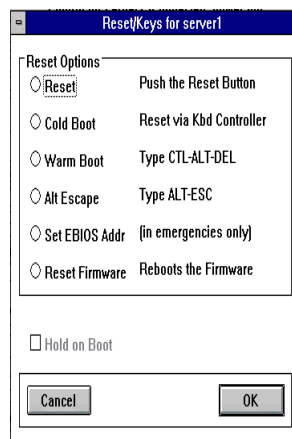 Reset/Keys for server1
Reset Options
Reset Push the Reset Button
Cold Boot Reset via Kbd Controller
Warm Boot Type CTL-ALT-DEL
Alt Escape Type ALT-ESC
Set EBIOS Addr (in emergencies only)
Reset Firmware Reboots the Firmware
Hold on Boot
Cancel OK